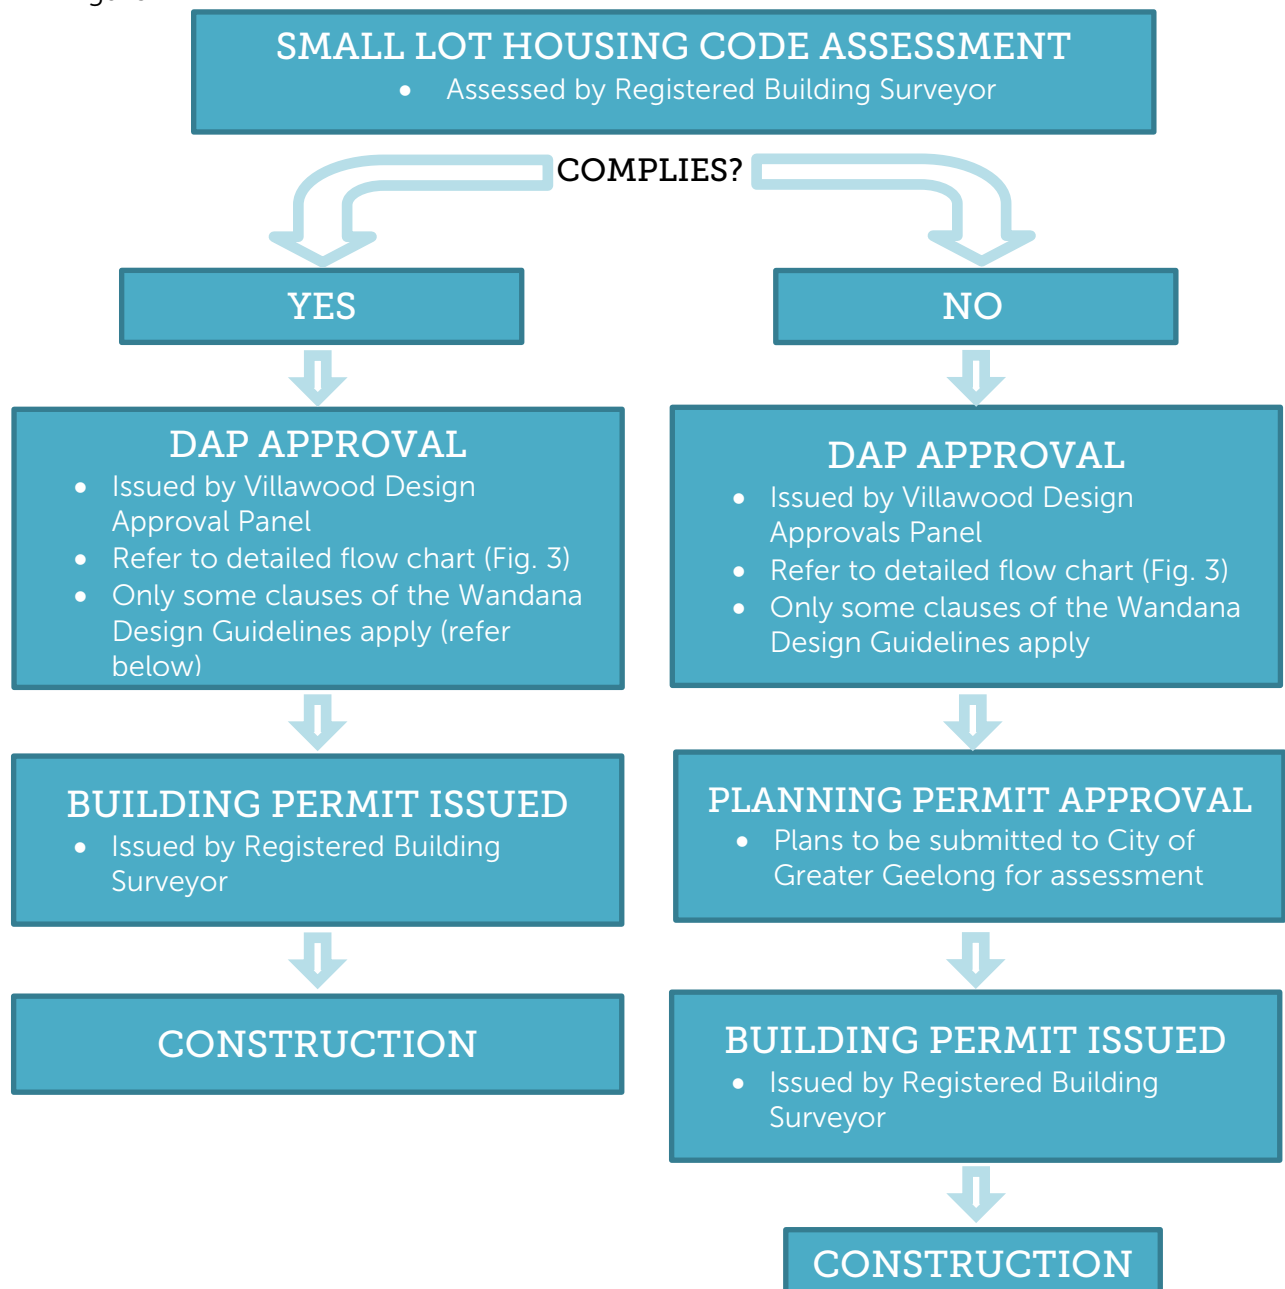 SMALL LOT HOUSING CODE ASSESSMENT
• Assessed by Registered Building Surveyor
COMPLIES?
YES
NO
DAP APPROVAL
• Issued by Villawood Design
Approval Panel
• Refer to detailed flow chart (Fig. 3)
• Only some clauses of the Wandana
Design Guidelines apply (refer
below)
DAP APPROVAL
• Issued by Villawood Design
Approvals Panel
• Refer to detailed flow chart (Fig. 3)
• Only some clauses of the Wandana
Design Guidelines apply
BUILDING PERMIT ISSUED
• Issued by Registered Building
Surveyor
PLANNING PERMIT APPROVAL
• Plans to be submitted to City of
Greater Geelong for assessment
CONSTRUCTION
BUILDING PERMIT ISSUED
• Issued by Registered Building
Surveyor
CONSTRUCTION